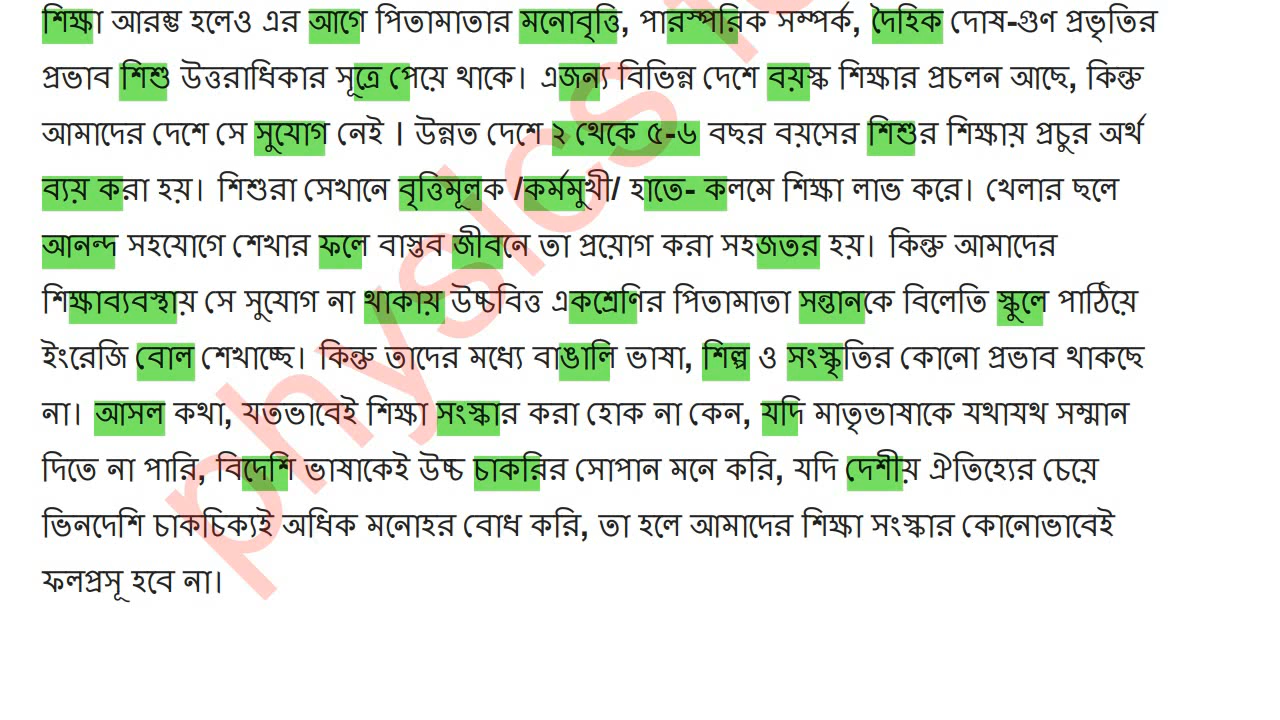 শিক্ষা আরম্ভ হলেও এর আগে পিতামাতার মনোবৃত্তি, পারস্পরিক সম্পর্ক, দৈহিক দোষ-গুণ প্রভৃতির
প্রভাব শিশু উত্তরাধিকার সূত্রে পেয়ে থাকে। এজন্য বিভিন্ন দেশে বয়স্ক শিক্ষার প্রচলন আছে, কিন্তু
আমাদের দেশে সে সুযোগ নেই । উন্নত দেশে ২ থেকে ৫-৬ বছর বয়সের শিশুর শিক্ষায় প্রচুর অর্থ
ব্যয় করা হয়। শিশুরা সেখানে বৃত্তিমূলক /কর্মমুখী/ হাতে- কলমে শিক্ষা লাভ করে। খেলার ছলে
আনন্দ সহযোগে শেখার ফলে বাস্তব জীবনে তা প্রয়োগ করা সহজতর হয়। কিন্তু আমাদের
শিক্ষাব্যবস্থায় সে সুযোগ না থাকায় উচ্চবিত্ত একশ্রেণির পিতামাতা সন্তানকে বিলেতি স্কুলে পাঠিয়ে
ইংরেজি বোল শেখাচ্ছে। কিন্তু তাদের মধ্যে বাঙালি ভাষা, শিল্প ও সংস্কৃতির কোনো প্রভাব থাকছে
না। আসল কথা, যতভাবেই শিক্ষা সংস্কার করা হোক না কেন, যদি মাতৃভাষাকে যথাযথ সম্মান
দিতে না পারি, বিদেশি ভাষাকেই উচ্চ চাকরির সোপান মনে করি, যদি দেশীয় ঐতিহ্যের চেয়ে
ভিনদেশি চাকচিক্যই অধিক মনোহর বোধ করি, তা হলে আমাদের শিক্ষা সংস্কার কোনোভাবেই
ফলপ্রসূ হবে না।
physics